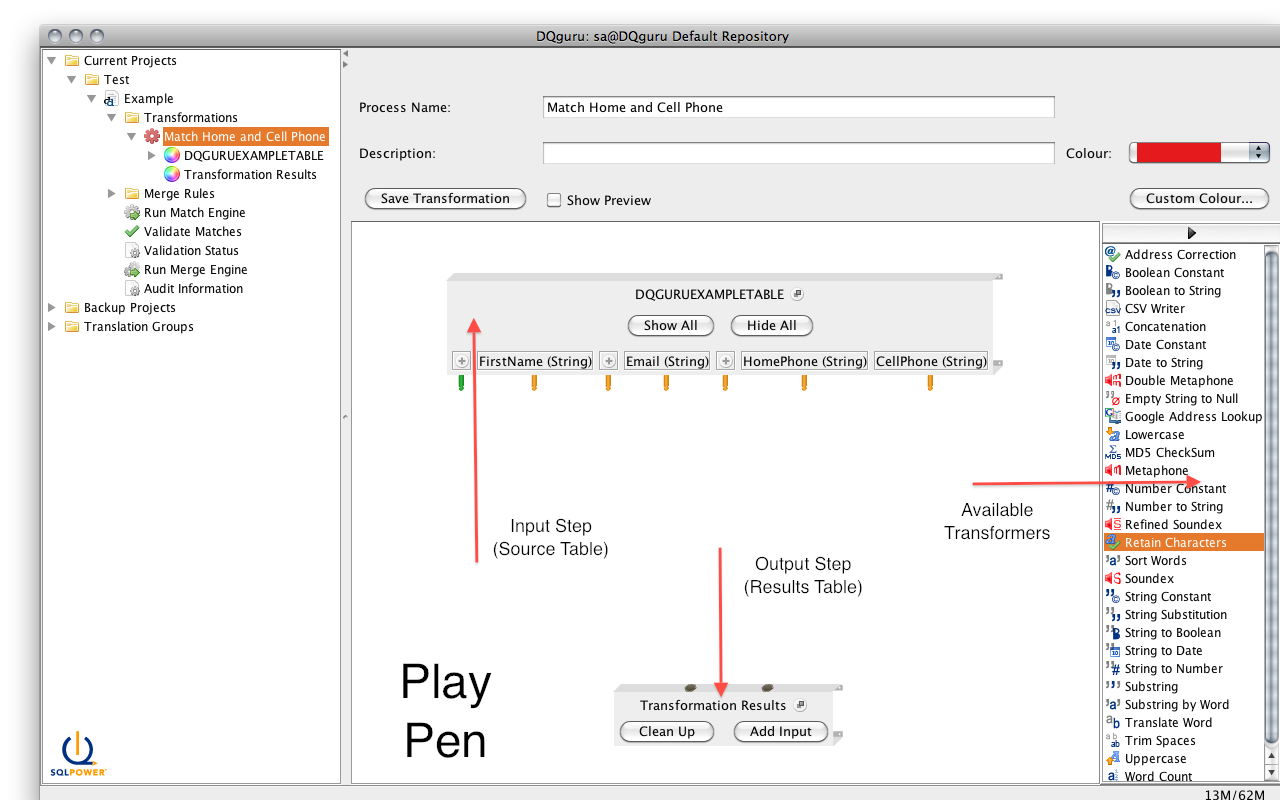 DQguru: sa@DQguru Default Repository
Current Projects
Test
Example
Transformations
Match Home and Cell Phone
DQGURUEXAMPLETABLE
Transformation Results
Merge Rules
Run Match Engine
Validate Matches
Validation Status
Run Merge Engine
Audit Information
Backup Projects
Translation Groups
SQLPOWER
Process Name:
Match Home and Cell Phone
Description:
Colour:
Save Transformation
Show Preview
Custom Colour...
DQGURUEXAMPLETABLE
Show All
Hide All
FirstName (String)
Email (String)
HomePhone (String)
CellPhone (String)
Input Step
(Source Table)
Output Step
(Results Table)
Available
Transformers
Play
Pen
Transformation Results
Clean Up
Add Input
Address Correction
Boolean Constant
Boolean to String
CSV Writer
Concatenation
Date Constant
Date to String
Double Metaphone
Empty String to Null
Google Address Lookup
Lowercase
MD5 CheckSum
Metaphone
Number Constant
Number to String
Refined Soundex
Retain Characters
Sort Words
Soundex
String Constant
String Substitution
String to Boolean
String to Date
String to Number
Substring
Substring by Word
Translate Word
Trim Spaces
Uppercase
Word Count
13M/62M